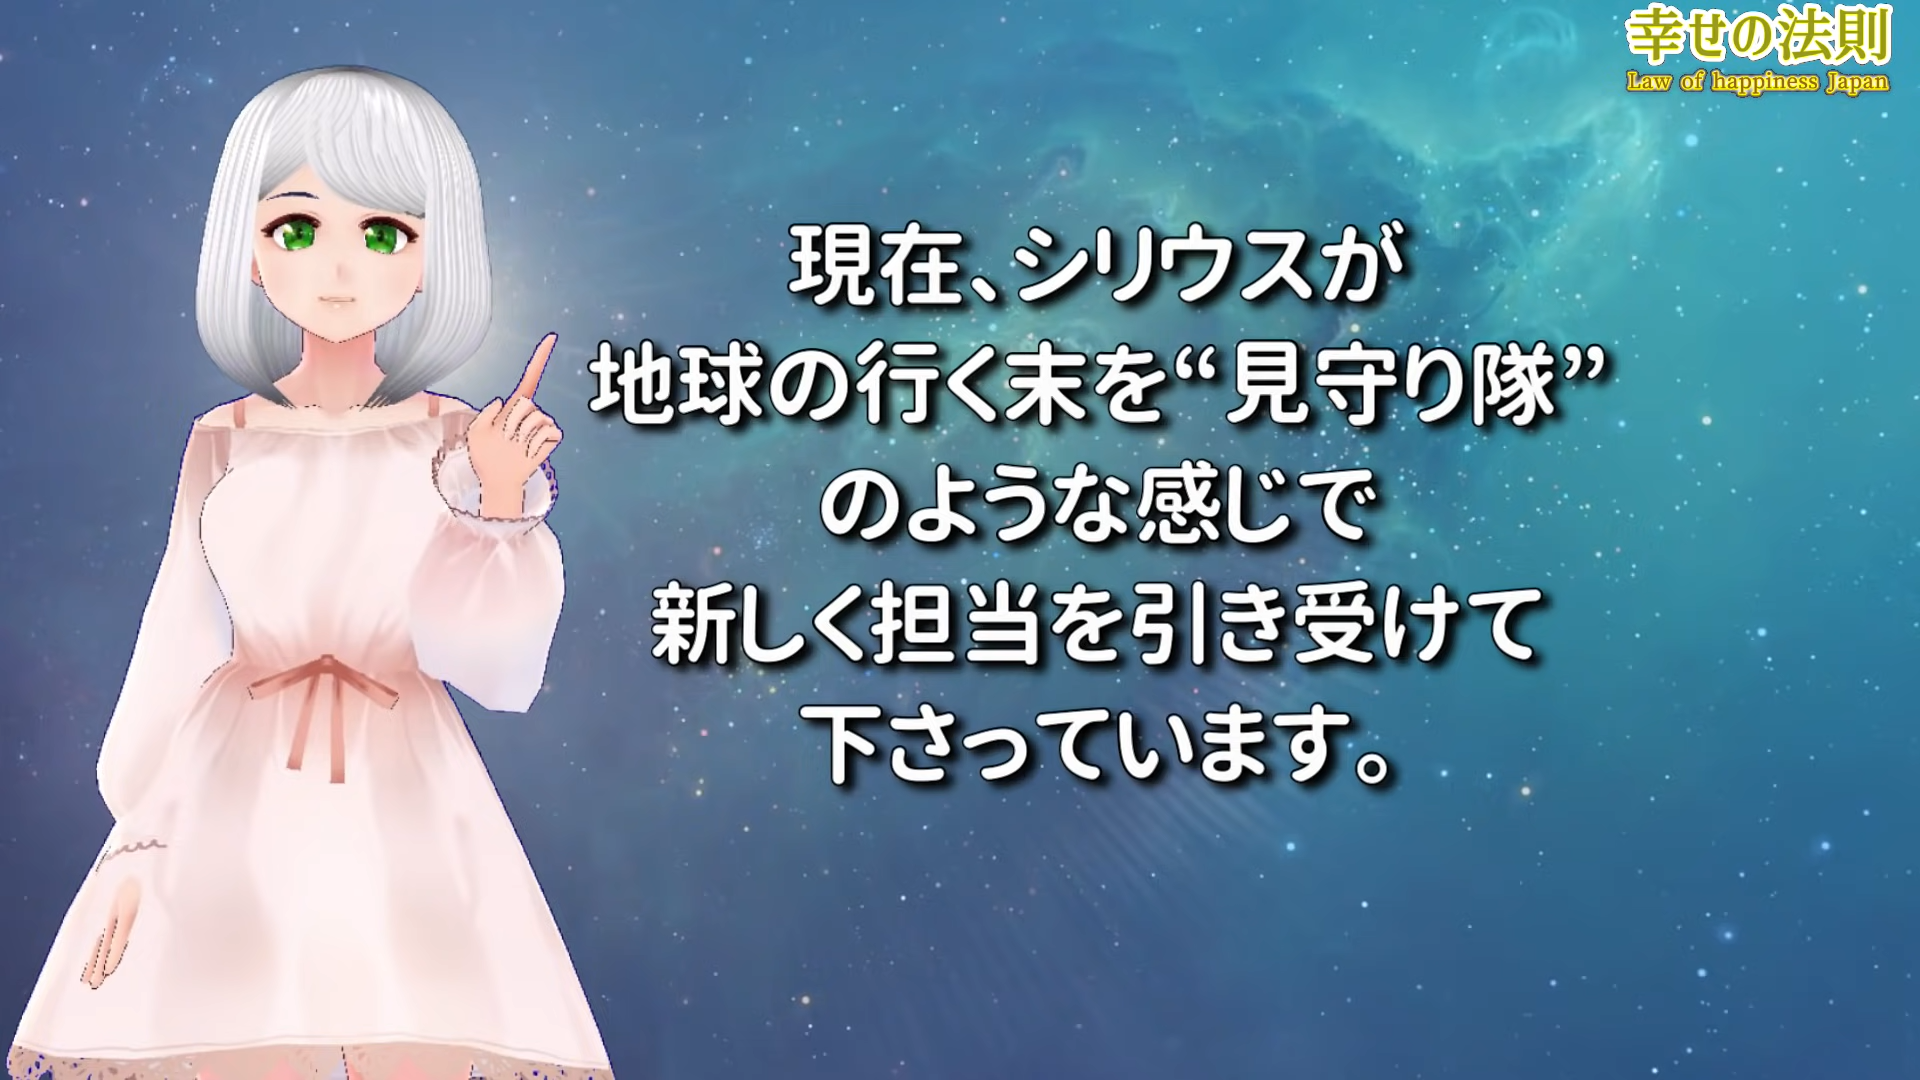 幸せの法則
Law of happiness Japan
現在、シリウスが
地球の行く末を“見守り隊”
のような感じで
新しく担当を引き受けて
下さっています。